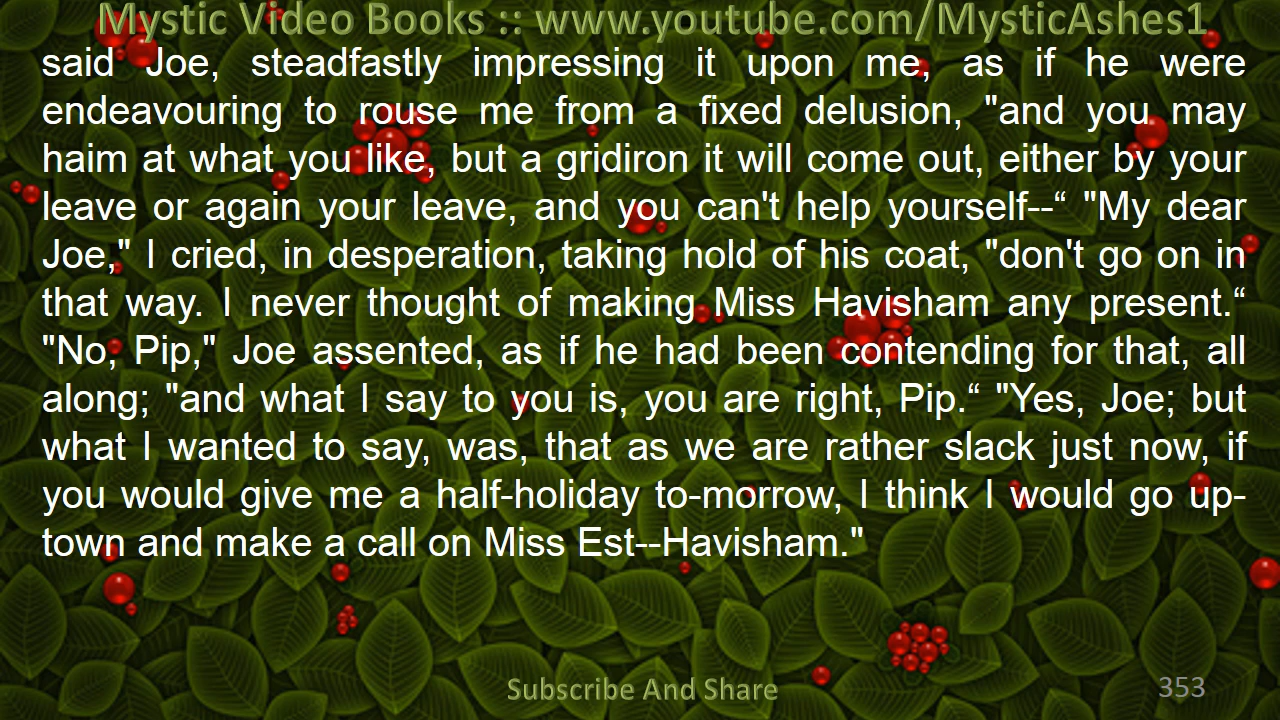 Mystic Video Books :: www.youtube.com/MysticAshes1
said Joe, steadfastly impressing it upon me, as if he were
endeavouring to rouse me from a fixed delusion, "and you may
haim at what you like, but a gridiron it will come out, either by your
leave or again your leave, and you can't help yourself--“ "My dear
Joe," I cried, in desperation, taking hold of his coat, "don't go on in
that way. I never thought of making Miss Havisham any present.“
"No, Pip," Joe assented, as if he had been contending for that, all
along; "and what I say to you is, you are right, Pip.“ "Yes, Joe; but
what I wanted to say, was, that as we are rather slack just now, if
you would give me a half-holiday to-morrow, I think I would go up-
town and make a call on Miss Est--Havisham."
Subscribe And Share
353